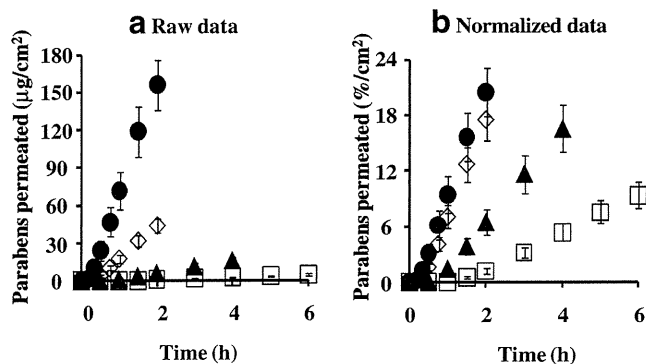 a Raw data
Parabens permeated (µg/cm²)
180
150
120
90
60
30
0
0 2 4 6
Time (h)
b Normalized data
Parabens permeated (%/cm²)
24
18
12
6
0
0 2 4 6
Time (h)